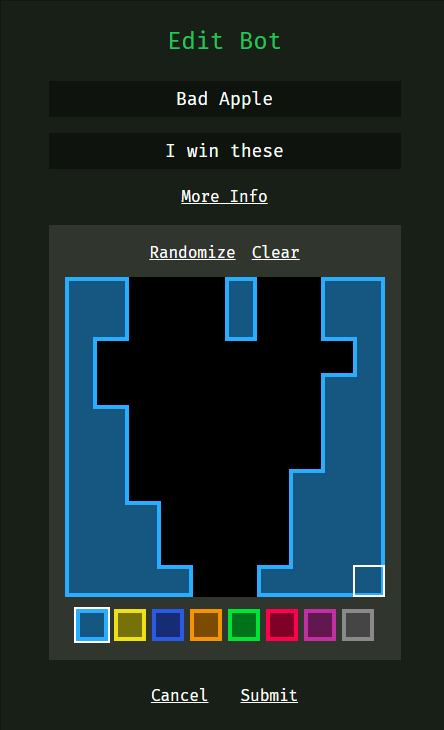 Edit Bot
Bad Apple
I win these
More Info
Randomize Clear
Cancel Submit